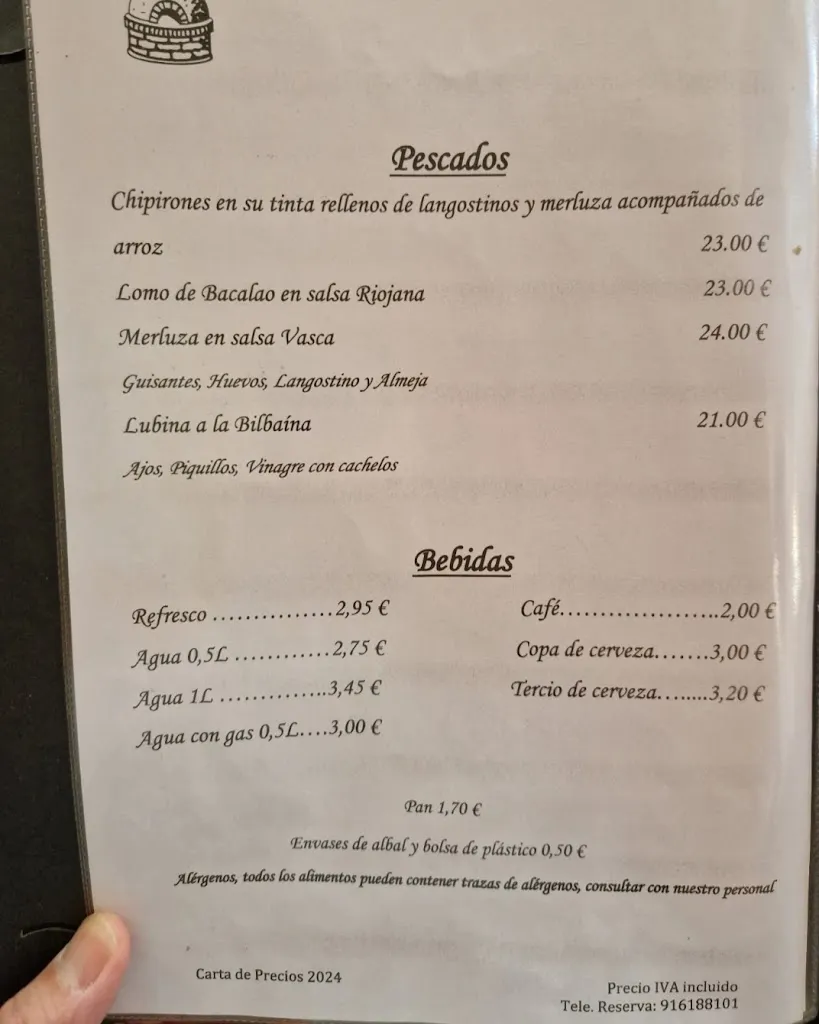 Pescados
Chipirones en su tinta rellenos de langostinos y merluza acompañados de
arroz 23.00 €
Lomo de Bacalao en salsa Riojana 23.00 €
Merluza en salsa Vasca 24.00 €
Guisantes, Huevos, Langostino y Almeja
Lubina a la Bilbaína 21.00 €
Ajos, Piquillos, Vinagre con cachelos
Bebidas
Refresco ...............2,95 € Café.....................2,00 €
Agua 0,5L ............2,75 € Copa de cerveza.......3,00 €
Agua 1L ..............3,45 € Tercio de cerveza.........3,20 €
Agua con gas 0,5L....3,00 €
Pan 1,70 €
Envases de albal y bolsa de plástico 0,50 €
Alérgenos, todos los alimentos pueden contener trazas de alérgenos, consultar con nuestro personal
Carta de Precios 2024 Precio IVA incluido
Tele. Reserva: 916188101